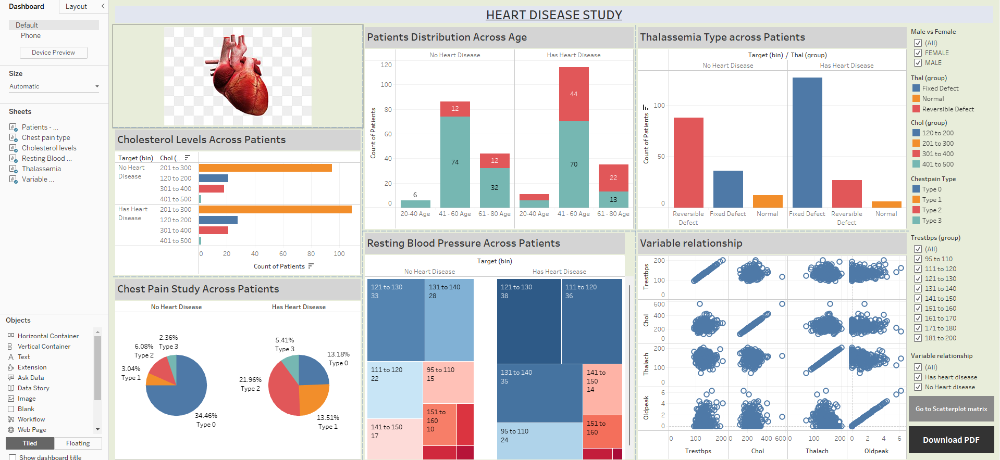 Dashboard
Layout
Default
Phone
Device Preview
Size
Automatic
Sheets
Patients - ...
Chest pain type
Cholesterol levels
Resting Blood ...
Thalassemia
Variable ...
Objects
Horizontal Container
Vertical Container
Text
Extension
Ask Data
Data Story
Image
Blank
Workflow
Web Page
Tiled
Floating
Show dashboard title
HEART DISEASE STUDY
Cholesterol Levels Across Patients
Target (bin) Chol (..
No Heart Disease
201 to 300
120 to 200
301 to 400
401 to 500
Has Heart Disease
201 to 300
120 to 200
301 to 400
401 to 500
0 20 40 60 80 100
Count of Patients
Chest Pain Study Across Patients
No Heart Disease
Has Heart Disease
2.36%
Type 3
6.08%
Type 2
3.04%
Type 1
34.46%
Type 0
5.41%
Type 3
13.18%
Type 0
21.96%
Type 2
13.51%
Type 1
Patients Distribution Across Age
No Heart Disease
Has Heart Disease
Count of Patients
120
100
80
60
40
20
0
6
12
74
12
32
44
70
22
13
20-40 Age 41 - 60 Age 61 - 80 Age 20-40 Age 41 - 60 Age 61 - 80 Age
Resting Blood Pressure Across Patients
Target (bin)
No Heart Disease
Has Heart Disease
121 to 130
33
131 to 140
28
111 to 120
22
95 to 110
15
151 to
160
10
141 to 150
17
121 to 130
38
111 to 120
36
131 to 140
35
141 to
150
14
151 to
160
95 to 110
24
Thalassemia Type across Patients
Target (bin) / Thal (group)
No Heart Disease
Has Heart Disease
Count of Patients
100
50
0
Reversible Defect
Fixed Defect
Normal
Fixed Defect
Reversible Defect
Normal
Variable relationship
Trestbps
200
100
0
Chol
600
400
200
0
Thalach
200
100
0
Oldpeak
6
4
2
0
0 100 200 0 200 400 600 0 100 200 0 2 4 6
Trestbps Chol Thalach Oldpeak
Male vs Female
(All)
FEMALE
MALE
Thal (group)
Fixed Defect
Normal
Reversible Defect
Chol (group)
120 to 200
201 to 300
301 to 400
401 to 500
Chestpain Type
Type 0
Type 1
Type 2
Type 3
Trestbps (group)
(All)
95 to 110
111 to 120
121 to 130
131 to 140
141 to 150
151 to 160
161 to 170
171 to 180
181 to 200
Variable relationship
(All)
Has heart disease
No Heart disease
Go to Scatterplot matrix
Download PDF